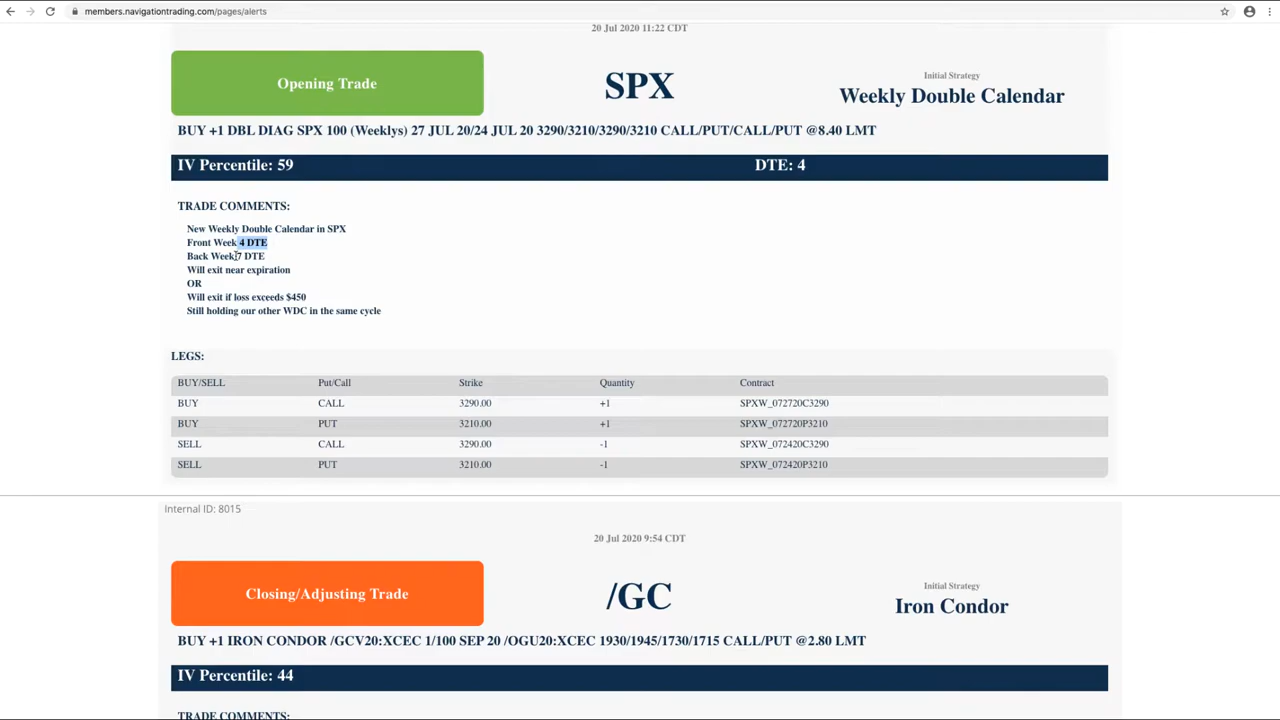 members.navigationtrading.com/pages/alerts
20 Jul 2020 11:22 CDT
Opening Trade
SPX
Initial Strategy
Weekly Double Calendar
BUY +1 DBL DIAG SPX 100 (Weeklys) 27 JUL 20/24 JUL 20 3290/3210/3290/3210 CALL/PUT/CALL/PUT @8.40 LMT
IV Percentile: 59 DTE: 4
TRADE COMMENTS:
New Weekly Double Calendar in SPX
Front Week 4 DTE
Back Week 7 DTE
Will exit near expiration
OR
Will exit if loss exceeds $450
Still holding our other WDC in the same cycle
LEGS:
BUY/SELL Put/Call Strike Quantity Contract
BUY CALL 3290.00 +1 SPXW_072720C3290
BUY PUT 3210.00 +1 SPXW_072720P3210
SELL CALL 3290.00 -1 SPXW_072420C3290
SELL PUT 3210.00 -1 SPXW_072420P3210
Internal ID: 8015
20 Jul 2020 9:54 CDT
Closing/Adjusting Trade
/GC
Initial Strategy
Iron Condor
BUY +1 IRON CONDOR /GCV20:XCEC 1/100 SEP 20 /OGU20:XCEC 1930/1945/1730/1715 CALL/PUT @2.80 LMT
IV Percentile: 44
TRADE COMMENTS: